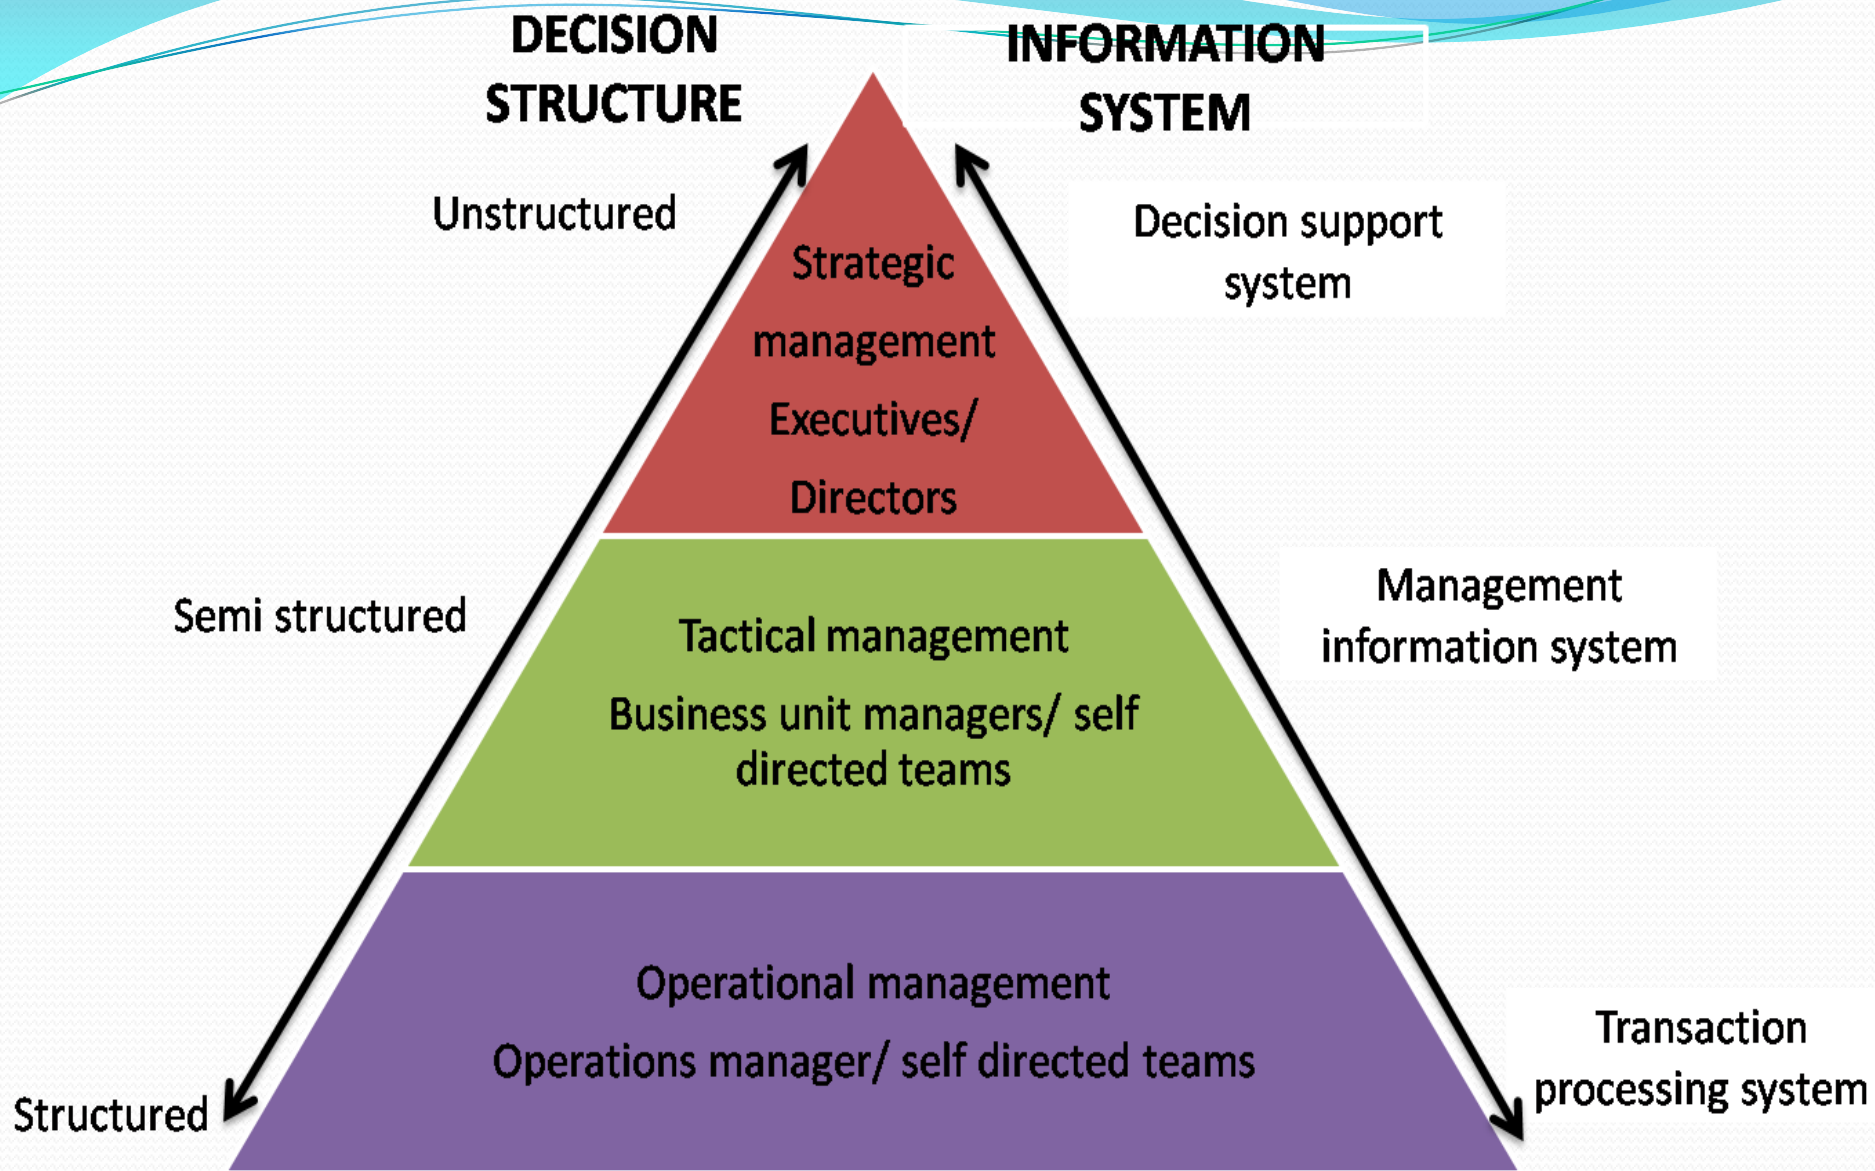 DECISION
STRUCTURE
INFORMATION
SYSTEM
Unstructured
Decision support
system
Strategic
management
Executives/
Directors
Semi structured
Tactical management
Business unit managers/ self
directed teams
Management
information system
Operational management
Operations manager/ self directed teams
Structured
Transaction
processing system